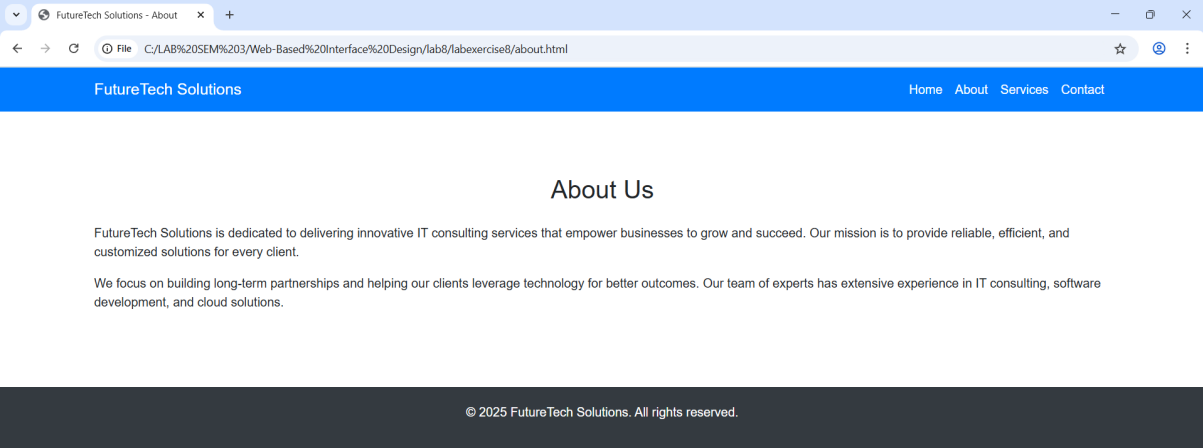 FutureTech Solutions - About
File
C:/LAB%20SEM%203/Web-Based%20Interface%20Design/lab8/labexercise8/about.html
FutureTech Solutions
Home About Services Contact
About Us
FutureTech Solutions is dedicated to delivering innovative IT consulting services that empower businesses to grow and succeed. Our mission is to provide reliable, efficient, and
customized solutions for every client.
We focus on building long-term partnerships and helping our clients leverage technology for better outcomes. Our team of experts has extensive experience in IT consulting, software
development, and cloud solutions.
© 2025 FutureTech Solutions. All rights reserved.